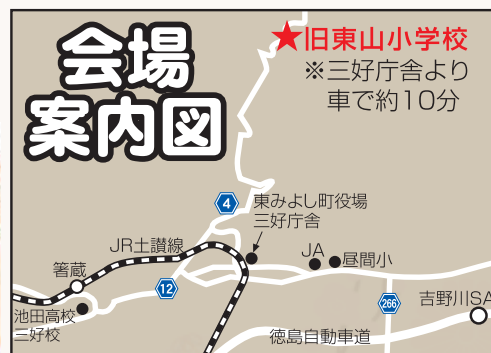 会場
案内図
★旧東山小学校
※三好庁舎より
車で約10分
4
東みよし町役場
三好庁舎
JR土讃線
JA
昼間小
箸蔵
12
266
吉野川SA
池田高校
三好校
徳島自動車道